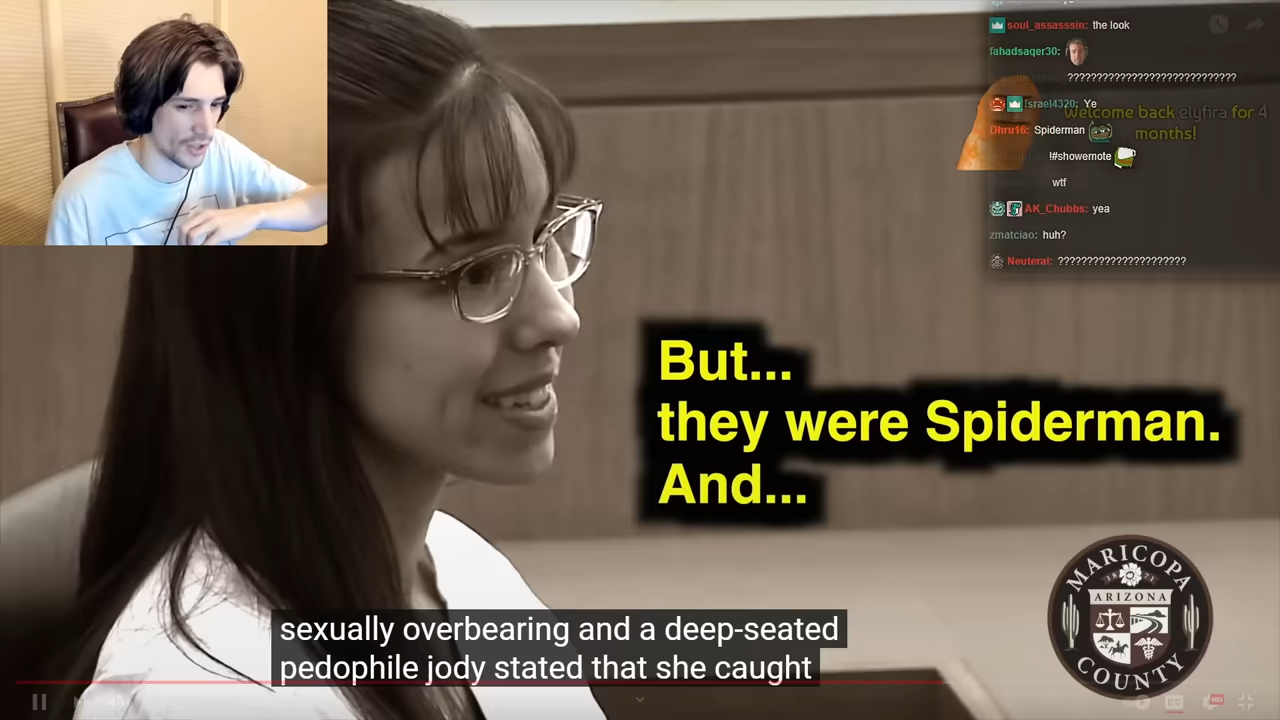 soul_assasssin: the look
fahadsaqer30:
?????????????????????????????
Israel4320: Ye
Welcome back elyfira for 4
months!
Dhru16: Spiderman
!#showemote
wtf
AK_Chubbs: yea
zmatciao: huh?
Neuteral: ??????????????????????
But...
they were Spiderman.
And...
MARICOPA
1871
ARIZONA
COUNTY
sexually overbearing and a deep-seated
pedophile jody stated that she caught